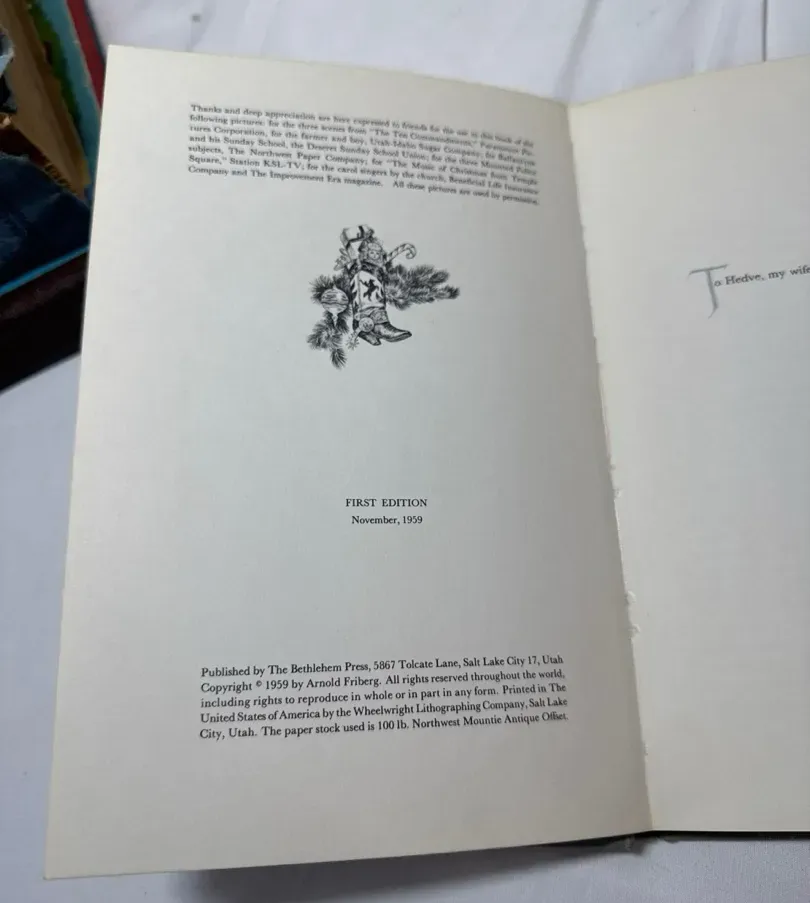 Thanks and deep appreciation are here expressed to friends for the use in this book of the
following pictures: for the three scenes from "The Ten Commandments," Paramount Pic-
tures Corporation, for the farmer and boy, Utah-Idaho Sugar Company; for Ballantyne
and his Sunday School, the Deseret Sunday School Union; for the three Mounted Police
subjects, The Northwest Paper Company; for "The Music of Christmas from Temple
Square," Station KSL-TV; for the carol singers by the church, Beneficial Life Insurance
Company and The Improvement Era magazine. All these pictures are used by permission.
FIRST EDITION
November, 1959
Published by The Bethlehem Press, 5867 Tolcate Lane, Salt Lake City 17, Utah
Copyright © 1959 by Arnold Friberg. All rights reserved throughout the world,
including rights to reproduce in whole or in part in any form. Printed in The
United States of America by the Wheelwright Lithographing Company, Salt Lake
City, Utah. The paper stock used is 100 lb. Northwest Mountie Antique Offset.
To Hedve, my wife